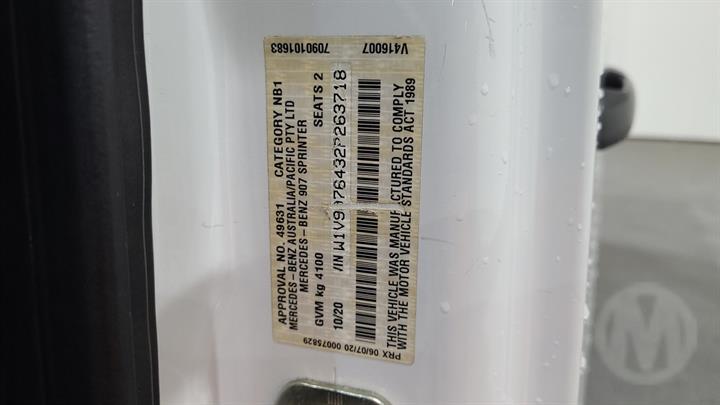 7090101683 V416007
APPROVAL NO. 49631 CATEGORY NB1
MERCEDES-BENZ AUSTRALIA/PACIFIC PTY LTD
MERCEDES-BENZ 907 SPRINTER
GVM kg 4100 SEATS 2
10/20
THIS VEHICLE WAS MANUFACTURED TO COMPLY
WITH THE MOTOR VEHICLE STANDARDS ACT 1989
PRX 06/07/20 00075829
M